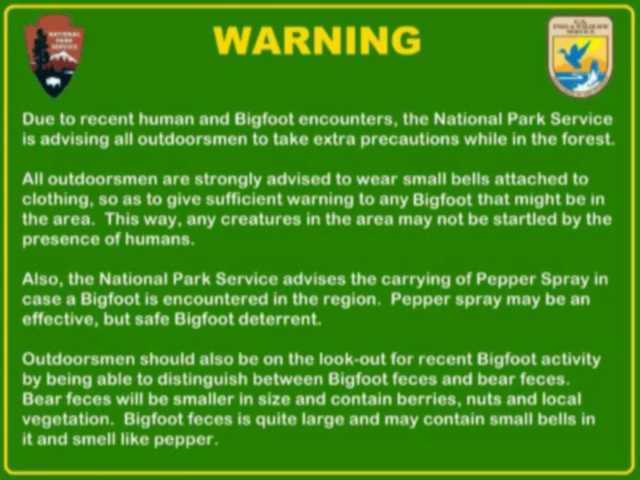 WARNING
NATIONAL
PARK
SERVICE
U.S.
FISH & WILDLIFE
SERVICE
Due to recent human and Bigfoot encounters, the National Park Service
is advising all outdoorsmen to take extra precautions while in the forest.
All outdoorsmen are strongly advised to wear small bells attached to
clothing, so as to give sufficient warning to any Bigfoot that might be in
the area. This way, any creatures in the area may not be startled by the
presence of humans.
Also, the National Park Service advises the carrying of Pepper Spray in
case a Bigfoot is encountered in the region. Pepper spray may be an
effective, but safe Bigfoot deterrent.
Outdoorsmen should also be on the look-out for recent Bigfoot activity
by being able to distinguish between Bigfoot feces and bear feces.
Bear feces will be smaller in size and contain berries, nuts and local
vegetation. Bigfoot feces is quite large and may contain small bells in
it and smell like pepper.